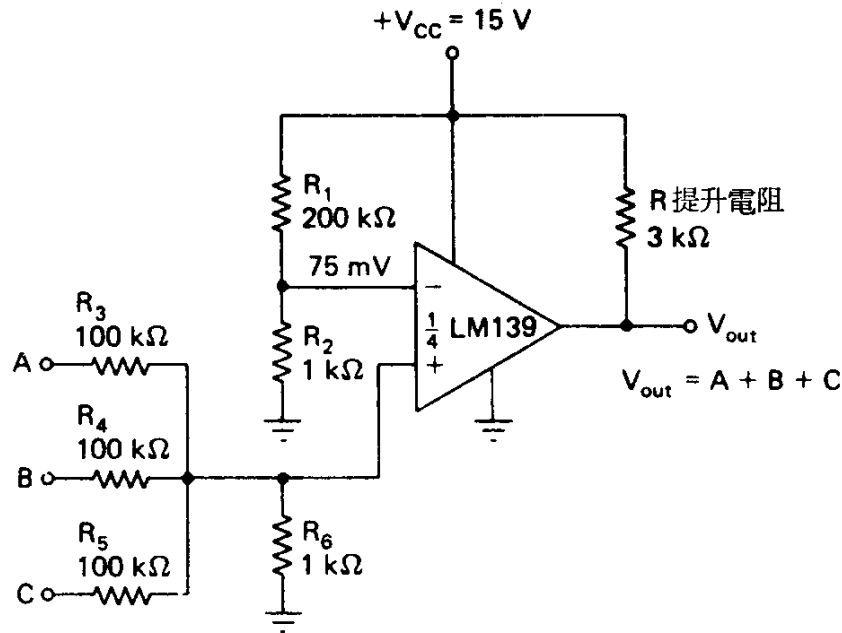 +V_CC = 15 V
R₁
200 kΩ
R 提升電阻
3 kΩ
75 mV
−
¼ LM139
+
R₂
1 kΩ
V_out
V_out = A + B + C
R₃
100 kΩ
A
R₄
100 kΩ
B
R₅
100 kΩ
C
R₆
1 kΩ